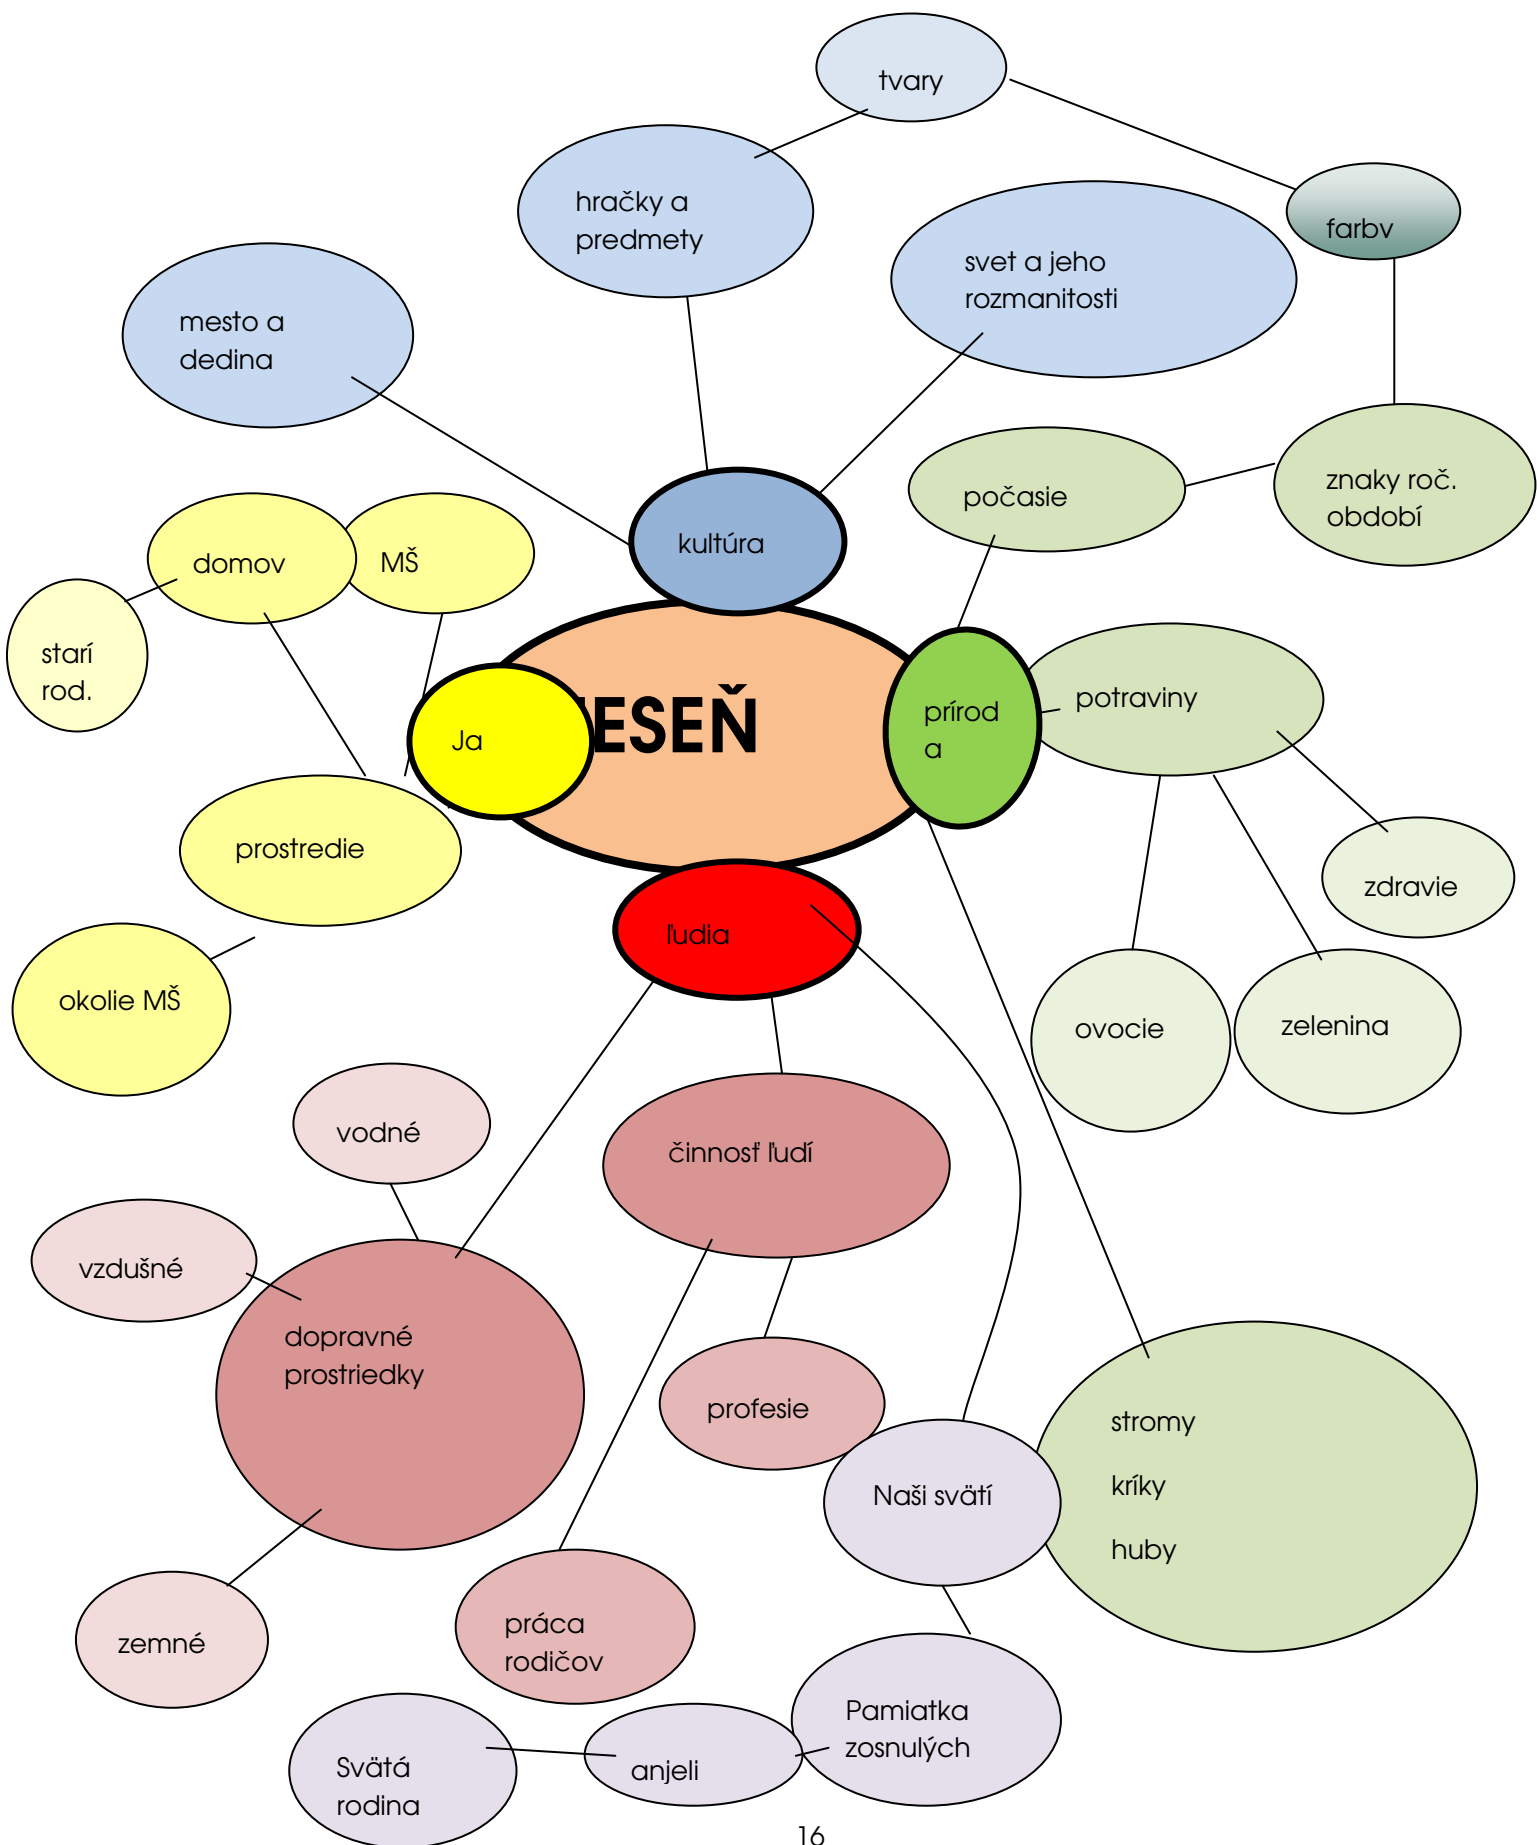 tvary
hračky a
predmety
farbv
svet a jeho
rozmanitosti
mesto a
dedina
znaky roč.
období
počasie
kultúra
domov
MŠ
starí
rod.
potraviny
prírod
a
Ja
ESEŇ
prostredie
zdravie
ľudia
okolie MŠ
ovocie
zelenina
vodné
činnosť ľudí
vzdušné
dopravné
prostriedky
profesie
stromy
kríky
huby
Naši svätí
zemné
práca
rodičov
Pamiatka
zosnulých
Svätá
rodina
anjeli
16